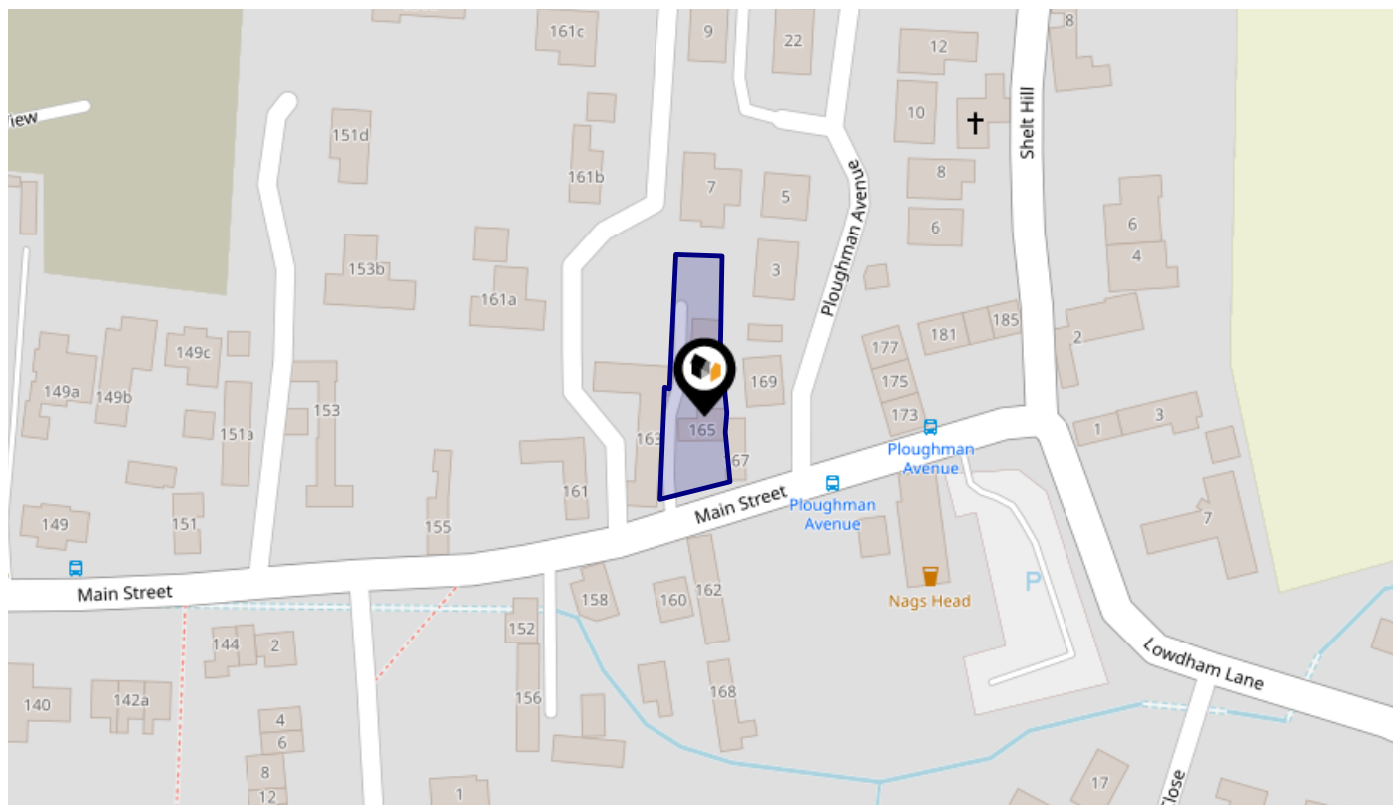 161c
9
22
12
8
View
151d
10
Shelt Hill
161b
7
5
8
6
Ploughman Avenue
6
4
153b
161a
3
2
181
185
149c
177
149a
149b
175
169
153
173
3
1
151a
163
165
67
Ploughman
Avenue
161
Main Street
Ploughman
Avenue
149
151
155
7
P
Main Street
158
160
162
Nags Head
152
144
2
Lowdham Lane
140
142a
156
168
4
6
8
12
1
17
Close